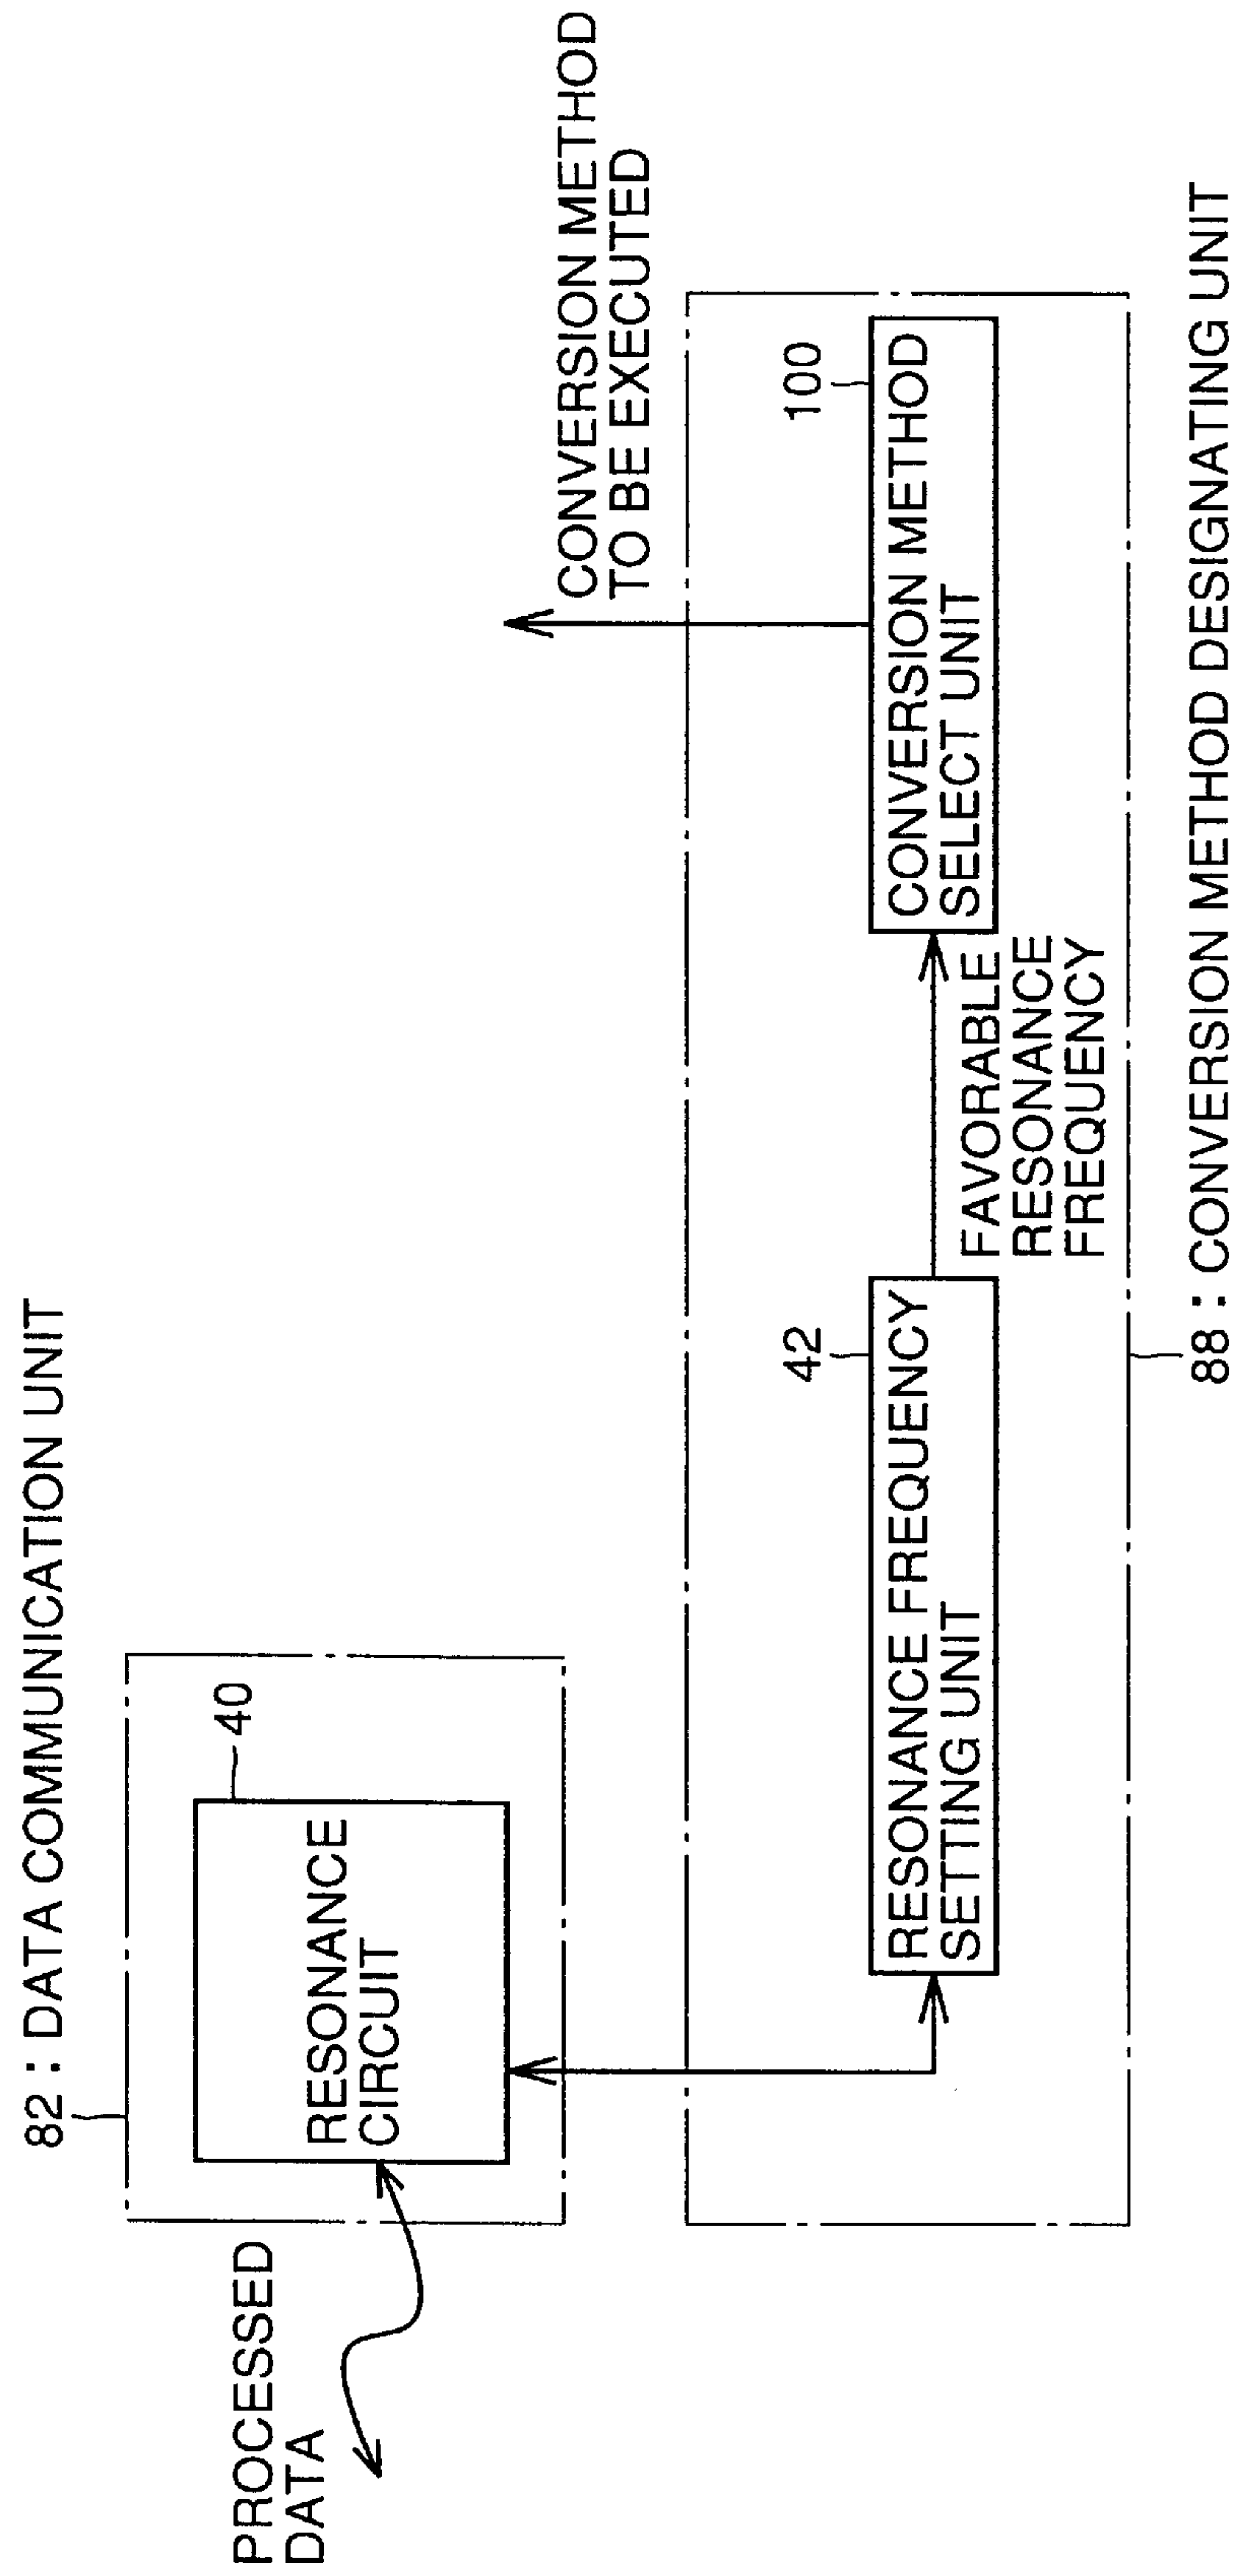 82 : DATA COMMUNICATION UNIT
40
RESONANCE
CIRCUIT
PROCESSED
DATA
CONVERSION METHOD
TO BE EXECUTED
42
RESONANCE FREQUENCY
SETTING UNIT
FAVORABLE
RESONANCE
FREQUENCY
100
CONVERSION METHOD
SELECT UNIT
88 : CONVERSION METHOD DESIGNATING UNIT